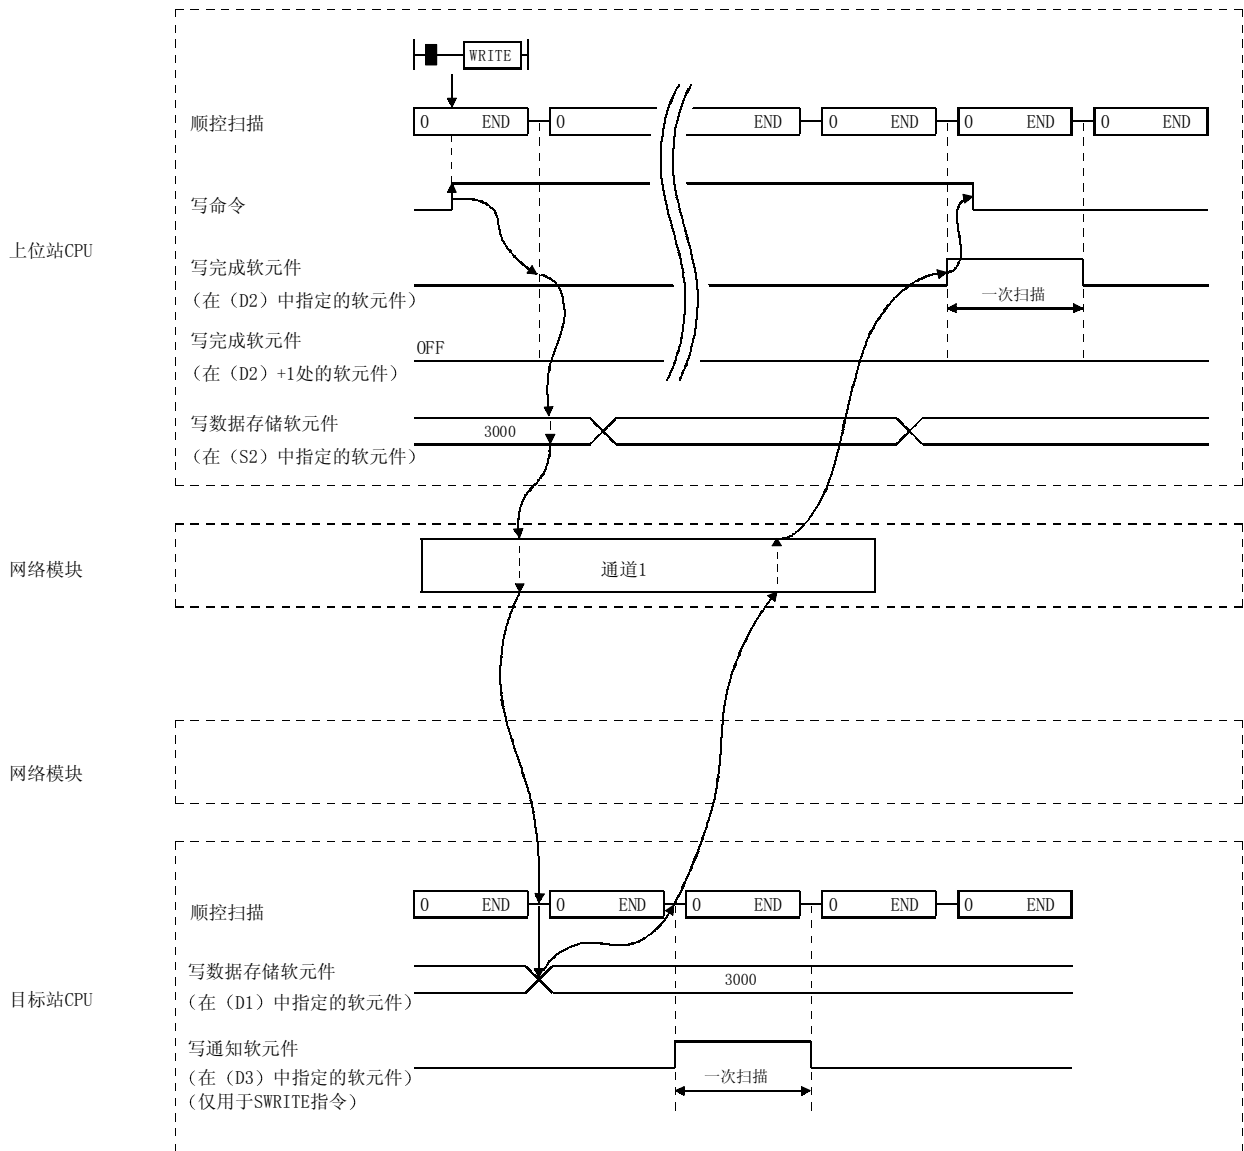 WRITE
顺控扫描
0 END 0 END 0 END 0 END 0 END
写命令
上位站CPU
写完成软元件
（在（D2）中指定的软元件）
一次扫描
写完成软元件
OFF
（在（D2）+1处的软元件）
写数据存储软元件
3000
（在（S2）中指定的软元件）
网络模块
通道1
网络模块
顺控扫描
0 END 0 END 0 END 0 END 0 END
写数据存储软元件
3000
目标站CPU
（在（D1）中指定的软元件）
写通知软元件
（在（D3）中指定的软元件）
一次扫描
（仅用于SWRITE指令）